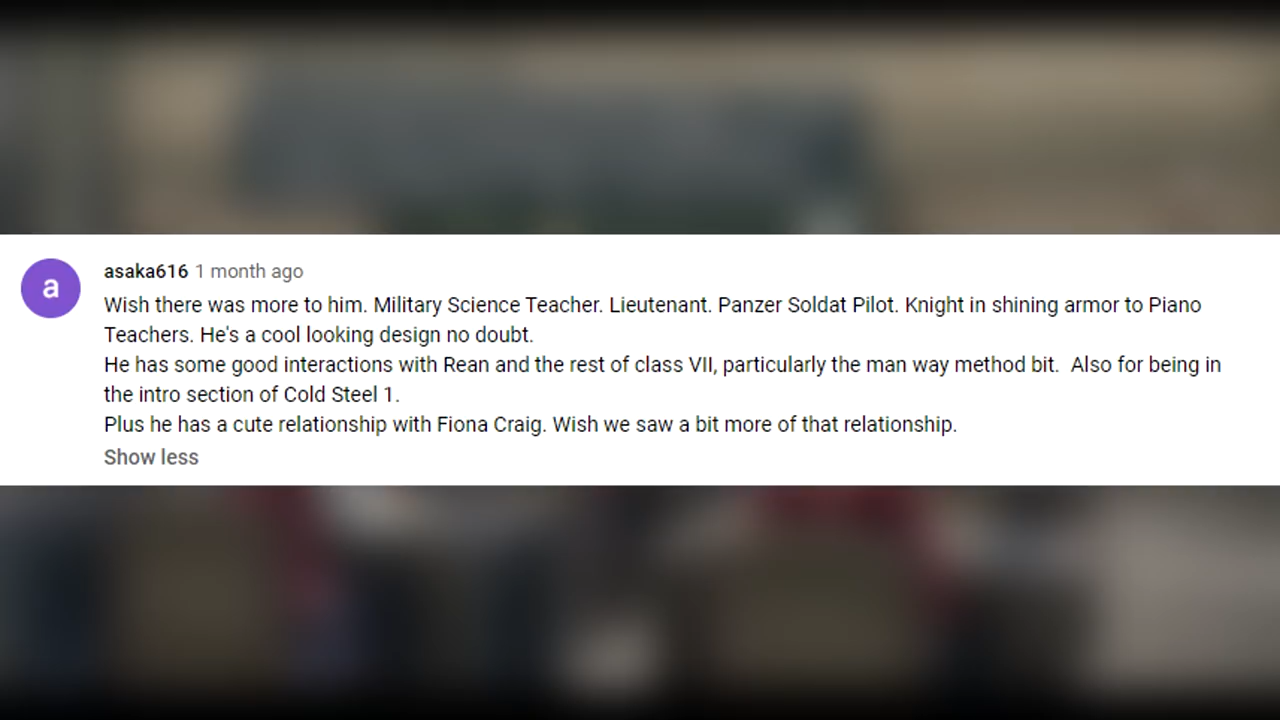 a
asaka616 1 month ago
Wish there was more to him. Military Science Teacher. Lieutenant. Panzer Soldat Pilot. Knight in shining armor to Piano
Teachers. He's a cool looking design no doubt.
He has some good interactions with Rean and the rest of class VII, particularly the man way method bit.  Also for being in
the intro section of Cold Steel 1.
Plus he has a cute relationship with Fiona Craig. Wish we saw a bit more of that relationship.
Show less